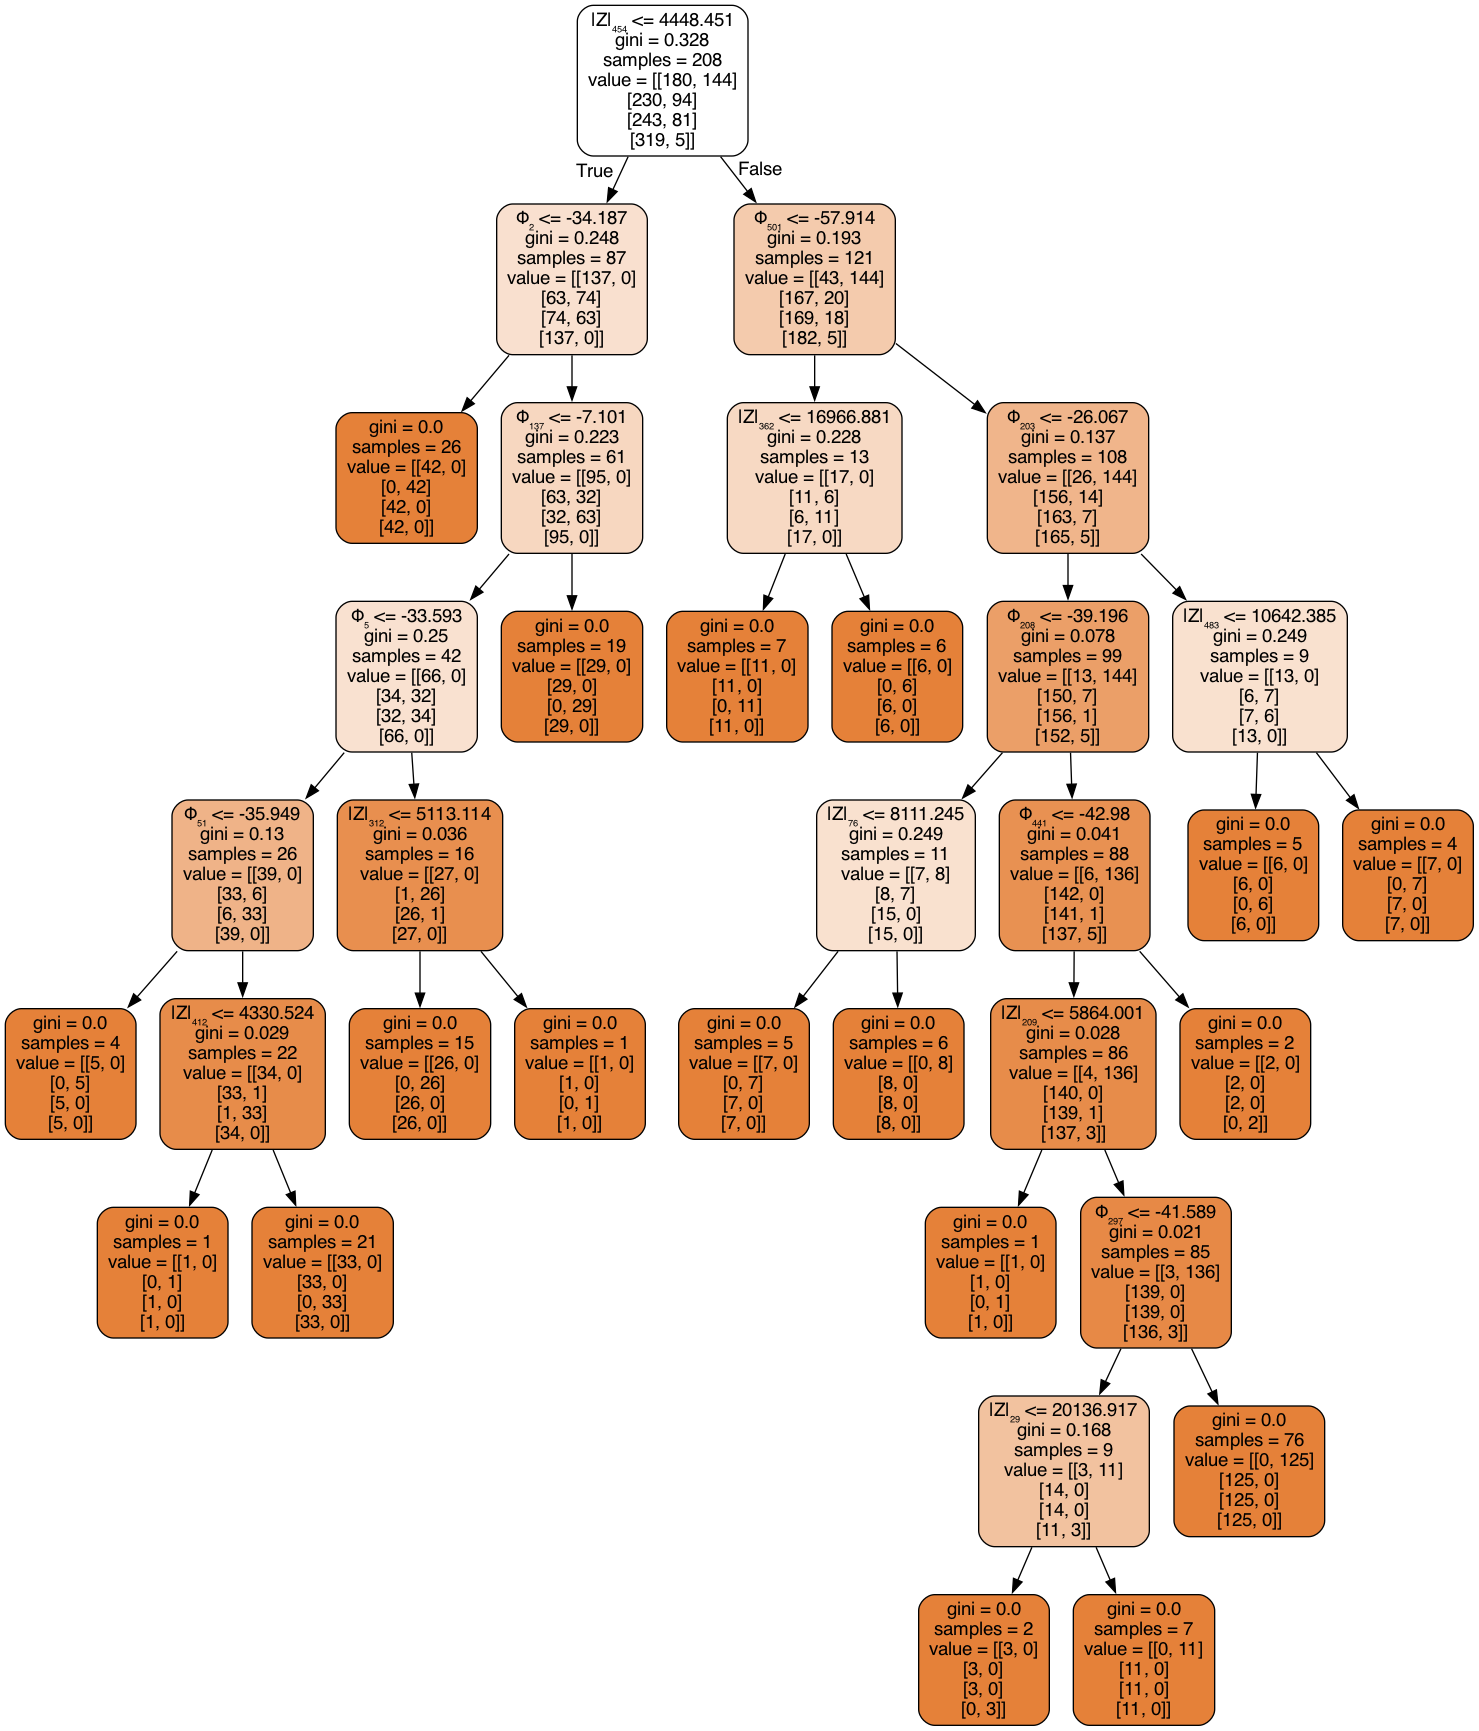 |Z|₄₅₄ <= 4448.451
gini = 0.328
samples = 208
value = [[180, 144]
[230, 94]
[243, 81]
[319, 5]]
True
False
Φ₂ <= -34.187
gini = 0.248
samples = 87
value = [[137, 0]
[63, 74]
[74, 63]
[137, 0]]
Φ₅₀₁ <= -57.914
gini = 0.193
samples = 121
value = [[43, 144]
[167, 20]
[169, 18]
[182, 5]]
gini = 0.0
samples = 26
value = [[42, 0]
[0, 42]
[42, 0]
[42, 0]]
Φ₁₃₇ <= -7.101
gini = 0.223
samples = 61
value = [[95, 0]
[63, 32]
[32, 63]
[95, 0]]
|Z|₃₆₂ <= 16966.881
gini = 0.228
samples = 13
value = [[17, 0]
[11, 6]
[6, 11]
[17, 0]]
Φ₂₀₃ <= -26.067
gini = 0.137
samples = 108
value = [[26, 144]
[156, 14]
[163, 7]
[165, 5]]
Φ₅ <= -33.593
gini = 0.25
samples = 42
value = [[66, 0]
[34, 32]
[32, 34]
[66, 0]]
gini = 0.0
samples = 19
value = [[29, 0]
[29, 0]
[0, 29]
[29, 0]]
gini = 0.0
samples = 7
value = [[11, 0]
[11, 0]
[0, 11]
[11, 0]]
gini = 0.0
samples = 6
value = [[6, 0]
[0, 6]
[6, 0]
[6, 0]]
Φ₂₀₈ <= -39.196
gini = 0.078
samples = 99
value = [[13, 144]
[150, 7]
[156, 1]
[152, 5]]
|Z|₄₈₃ <= 10642.385
gini = 0.249
samples = 9
value = [[13, 0]
[6, 7]
[7, 6]
[13, 0]]
Φ₅₁ <= -35.949
gini = 0.13
samples = 26
value = [[39, 0]
[33, 6]
[6, 33]
[39, 0]]
|Z|₃₁₂ <= 5113.114
gini = 0.036
samples = 16
value = [[27, 0]
[1, 26]
[26, 1]
[27, 0]]
|Z|₇₆ <= 8111.245
gini = 0.249
samples = 11
value = [[7, 8]
[8, 7]
[15, 0]
[15, 0]]
Φ₄₄₁ <= -42.98
gini = 0.041
samples = 88
value = [[6, 136]
[142, 0]
[141, 1]
[137, 5]]
gini = 0.0
samples = 5
value = [[6, 0]
[6, 0]
[0, 6]
[6, 0]]
gini = 0.0
samples = 4
value = [[7, 0]
[0, 7]
[7, 0]
[7, 0]]
gini = 0.0
samples = 4
value = [[5, 0]
[0, 5]
[5, 0]
[5, 0]]
|Z|₄₁₂ <= 4330.524
gini = 0.029
samples = 22
value = [[34, 0]
[33, 1]
[1, 33]
[34, 0]]
gini = 0.0
samples = 15
value = [[26, 0]
[0, 26]
[26, 0]
[26, 0]]
gini = 0.0
samples = 1
value = [[1, 0]
[1, 0]
[0, 1]
[1, 0]]
gini = 0.0
samples = 5
value = [[7, 0]
[0, 7]
[7, 0]
[7, 0]]
gini = 0.0
samples = 6
value = [[0, 8]
[8, 0]
[8, 0]
[8, 0]]
|Z|₂₀₉ <= 5864.001
gini = 0.028
samples = 86
value = [[4, 136]
[140, 0]
[139, 1]
[137, 3]]
gini = 0.0
samples = 2
value = [[2, 0]
[2, 0]
[2, 0]
[0, 2]]
gini = 0.0
samples = 1
value = [[1, 0]
[0, 1]
[1, 0]
[1, 0]]
gini = 0.0
samples = 21
value = [[33, 0]
[33, 0]
[0, 33]
[33, 0]]
gini = 0.0
samples = 1
value = [[1, 0]
[1, 0]
[0, 1]
[1, 0]]
Φ₂₉₇ <= -41.589
gini = 0.021
samples = 85
value = [[3, 136]
[139, 0]
[139, 0]
[136, 3]]
|Z|₂₉ <= 20136.917
gini = 0.168
samples = 9
value = [[3, 11]
[14, 0]
[14, 0]
[11, 3]]
gini = 0.0
samples = 76
value = [[0, 125]
[125, 0]
[125, 0]
[125, 0]]
gini = 0.0
samples = 2
value = [[3, 0]
[3, 0]
[3, 0]
[0, 3]]
gini = 0.0
samples = 7
value = [[0, 11]
[11, 0]
[11, 0]
[11, 0]]